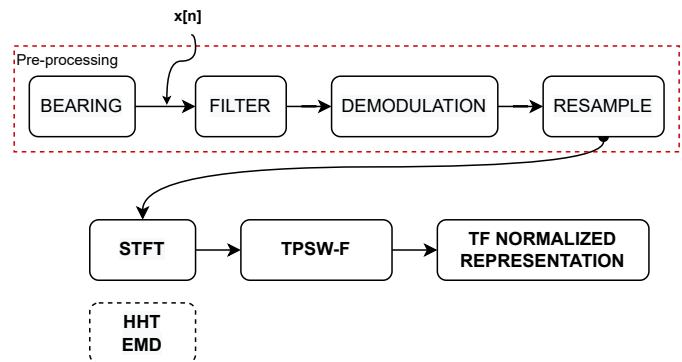 x[n]
Pre-processing
BEARING
FILTER
DEMODULATION
RESAMPLE
STFT
TPSW-F
TF NORMALIZED
REPRESENTATION
HHT
EMD